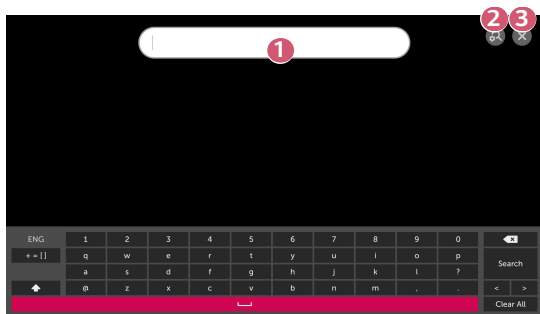 2 3
1
ENG 1 2 3 4 5 6 7 8 9 0
+ = [ ] q w e r t y u i o p
a s d f g h j k l ? Search
@ z x c v b n m , . < >
Clear All